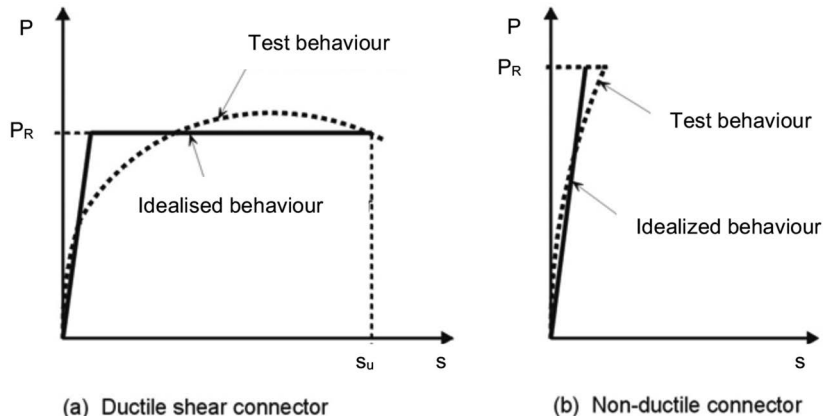 P
Test behaviour
P_R
Idealised behaviour
s_u
s
(a) Ductile shear connector
P
P_R
Test behaviour
Idealized behaviour
s
(b) Non-ductile connector